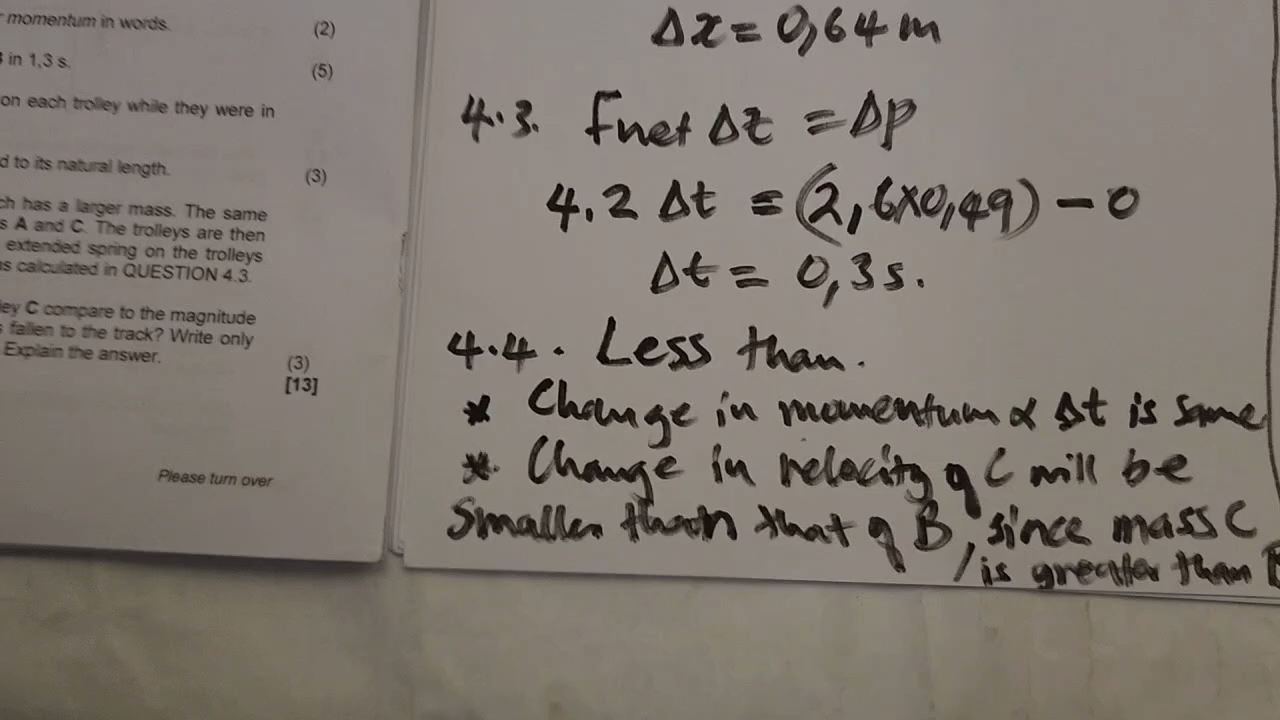 momentum in words.
(2)
in 1,3 s.
(5)
on each trolley while they were in
d to its natural length.
(3)
ch has a larger mass. The same
s A and C. The trolleys are then
extended spring on the trolleys
as calculated in QUESTION 4.3.
ley C compare to the magnitude
s fallen to the track? Write only
Explain the answer.
(3)
[13]
Please turn over
Δx = 0,64 m
4.3. Fnet Δt = Δp
4,2 Δt = (2,6×0,49) - 0
Δt = 0,3s.
4.4. Less than.
* Change in momentum & Δt is same
* Change in velocity of C will be
Smaller than that of B, since mass C
/ is greater than